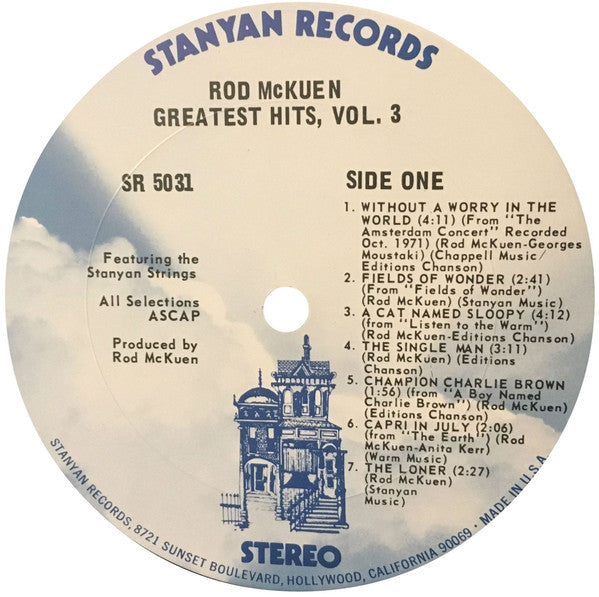 STANYAN RECORDS
ROD McKUEN
GREATEST HITS, VOL. 3
SR 5031
SIDE ONE
Featuring the
Stanyan Strings
All Selections
ASCAP
Produced by
Rod McKuen
1. WITHOUT A WORRY IN THE
WORLD (4:11) (From "The
Amsterdam Concert" Recorded
Oct. 1971) (Rod McKuen-Georges
Moustaki) (Chappell Music/
Editions Chanson)
2. FIELDS OF WONDER (2:41)
(From "Fields of Wonder")
(Rod McKuen) (Stanyan Music)
3. A CAT NAMED SLOOPY (4:12)
(from "Listen to the Warm")
(Rod McKuen-Editions Chanson)
4. THE SINGLE MAN (3:11)
(Rod McKuen) (Editions
Chanson)
5. CHAMPION CHARLIE BROWN
(1:56) (from "A Boy Named
Charlie Brown") (Rod McKuen)
(Editions Chanson)
6. CAPRI IN JULY (2:06)
(from "The Earth") (Rod
McKuen-Anita Kerr)
(Warm Music)
7. THE LONER (2:27)
(Rod McKuen)
(Stanyan
Music)
STEREO
STANYAN RECORDS, 8721 SUNSET BOULEVARD, HOLLYWOOD, CALIFORNIA 90069 • MADE IN U.S.A.